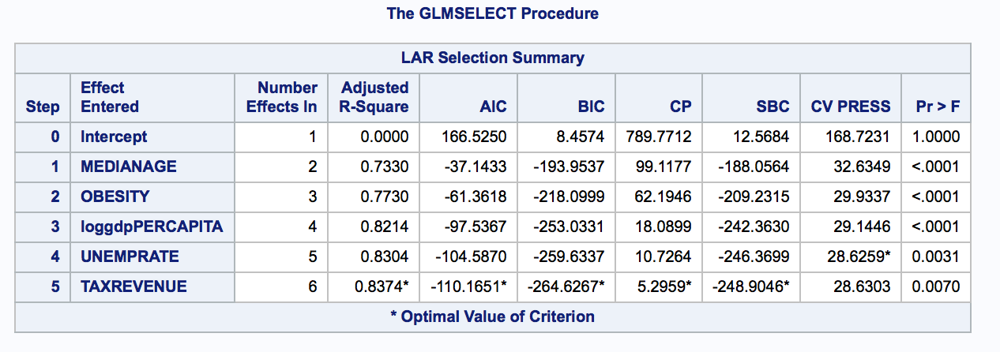 The GLMSELECT Procedure
LAR Selection Summary
Step Effect Entered Number Effects In Adjusted R-Square AIC BIC CP SBC CV PRESS Pr > F
0 Intercept 1 0.0000 166.5250 8.4574 789.7712 12.5684 168.7231 1.0000
1 MEDIANAGE 2 0.7330 -37.1433 -193.9537 99.1177 -188.0564 32.6349 <.0001
2 OBESITY 3 0.7730 -61.3618 -218.0999 62.1946 -209.2315 29.9337 <.0001
3 loggdpPERCAPITA 4 0.8214 -97.5367 -253.0331 18.0899 -242.3630 29.1446 <.0001
4 UNEMPRATE 5 0.8304 -104.5870 -259.6337 10.7264 -246.3699 28.6259* 0.0031
5 TAXREVENUE 6 0.8374* -110.1651* -264.6267* 5.2959* -248.9046* 28.6303 0.0070
* Optimal Value of Criterion